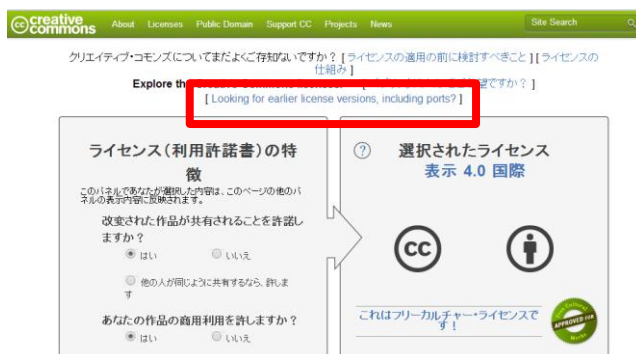 creative commons
About Licenses Public Domain Support CC Projects News Site Search
クリエイティブ・コモンズについてまだよくご存知ないですか？ [ ライセンスの適用の前に検討すべきこと ] [ ライセンスの
仕組み ]
Explore the
ですか？ ]
[ Looking for earlier license versions, including ports? ]
ライセンス（利用許諾書）の特
徴
このパネルであなたが選択した内容は、このページの他のパ
ネルの表示内容に反映されます。
改変された作品が共有されることを許諾し
ますか？
はい いいえ
他の人が同じように共有するなら、許しま
す
あなたの作品の商用利用を許しますか？
はい いいえ
? 選択されたライセンス
表示 4.0 国際
cc
これはフリーカルチャー・ライセンスで
す！
APPROVED FOR